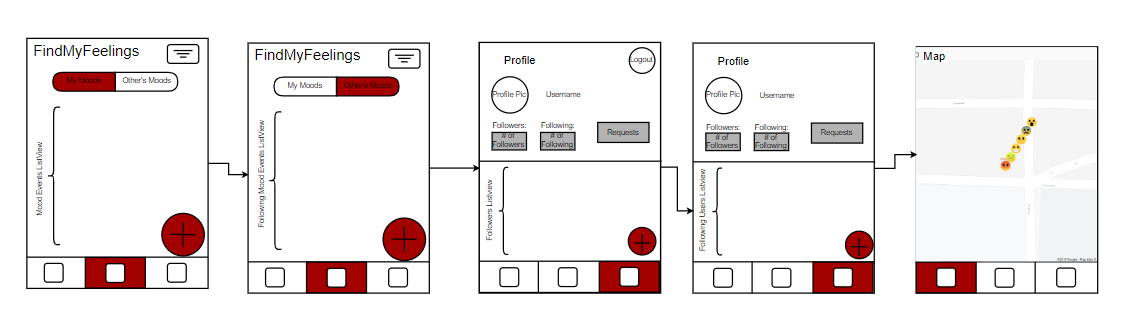 FindMyFeelings
My Moods
Other's Moods
Mood Events ListView
FindMyFeelings
My Moods
Other's Moods
Following Mood Events ListView
Profile
Logout
Profile Pic
Username
Followers:
Following:
# of
Followers
# of
Following
Requests
Followers Listview
Profile
Profile Pic
Username
Followers:
Following:
# of
Followers
# of
Following
Requests
Following Users Listview
Map